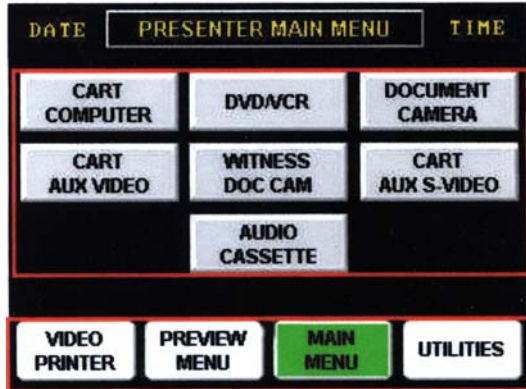 DATE PRESENTER MAIN MENU TIME
CART COMPUTER
DVD/VCR
DOCUMENT CAMERA
CART AUX VIDEO
WITNESS DOC CAM
CART AUX S-VIDEO
AUDIO CASSETTE
VIDEO PRINTER
PREVIEW MENU
MAIN MENU
UTILITIES